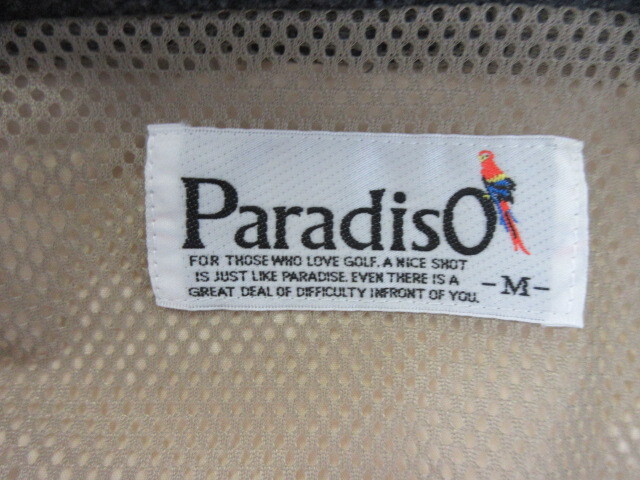 ParadisO
FOR THOSE WHO LOVE GOLF. A NICE SHOT
IS JUST LIKE PARADISE. EVEN THERE IS A
GREAT DEAL OF DIFFICULTY INFRONT OF YOU.
-M-